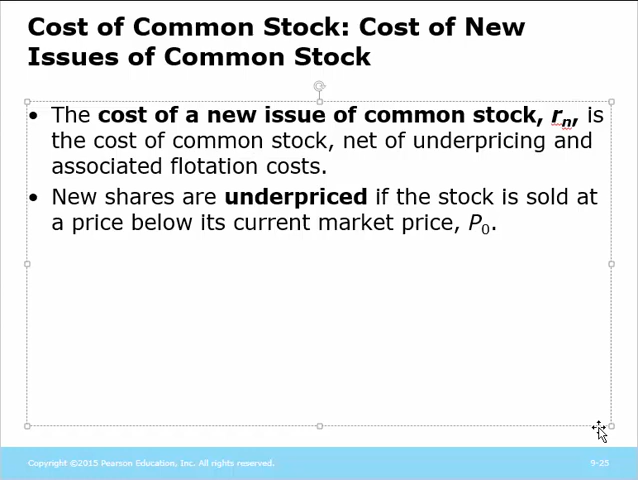 Cost of Common Stock: Cost of New
Issues of Common Stock
• The cost of a new issue of common stock, rn, is
the cost of common stock, net of underpricing and
associated flotation costs.
• New shares are underpriced if the stock is sold at
a price below its current market price, P0.
Copyright ©2015 Pearson Education, Inc. All rights reserved.
9-25